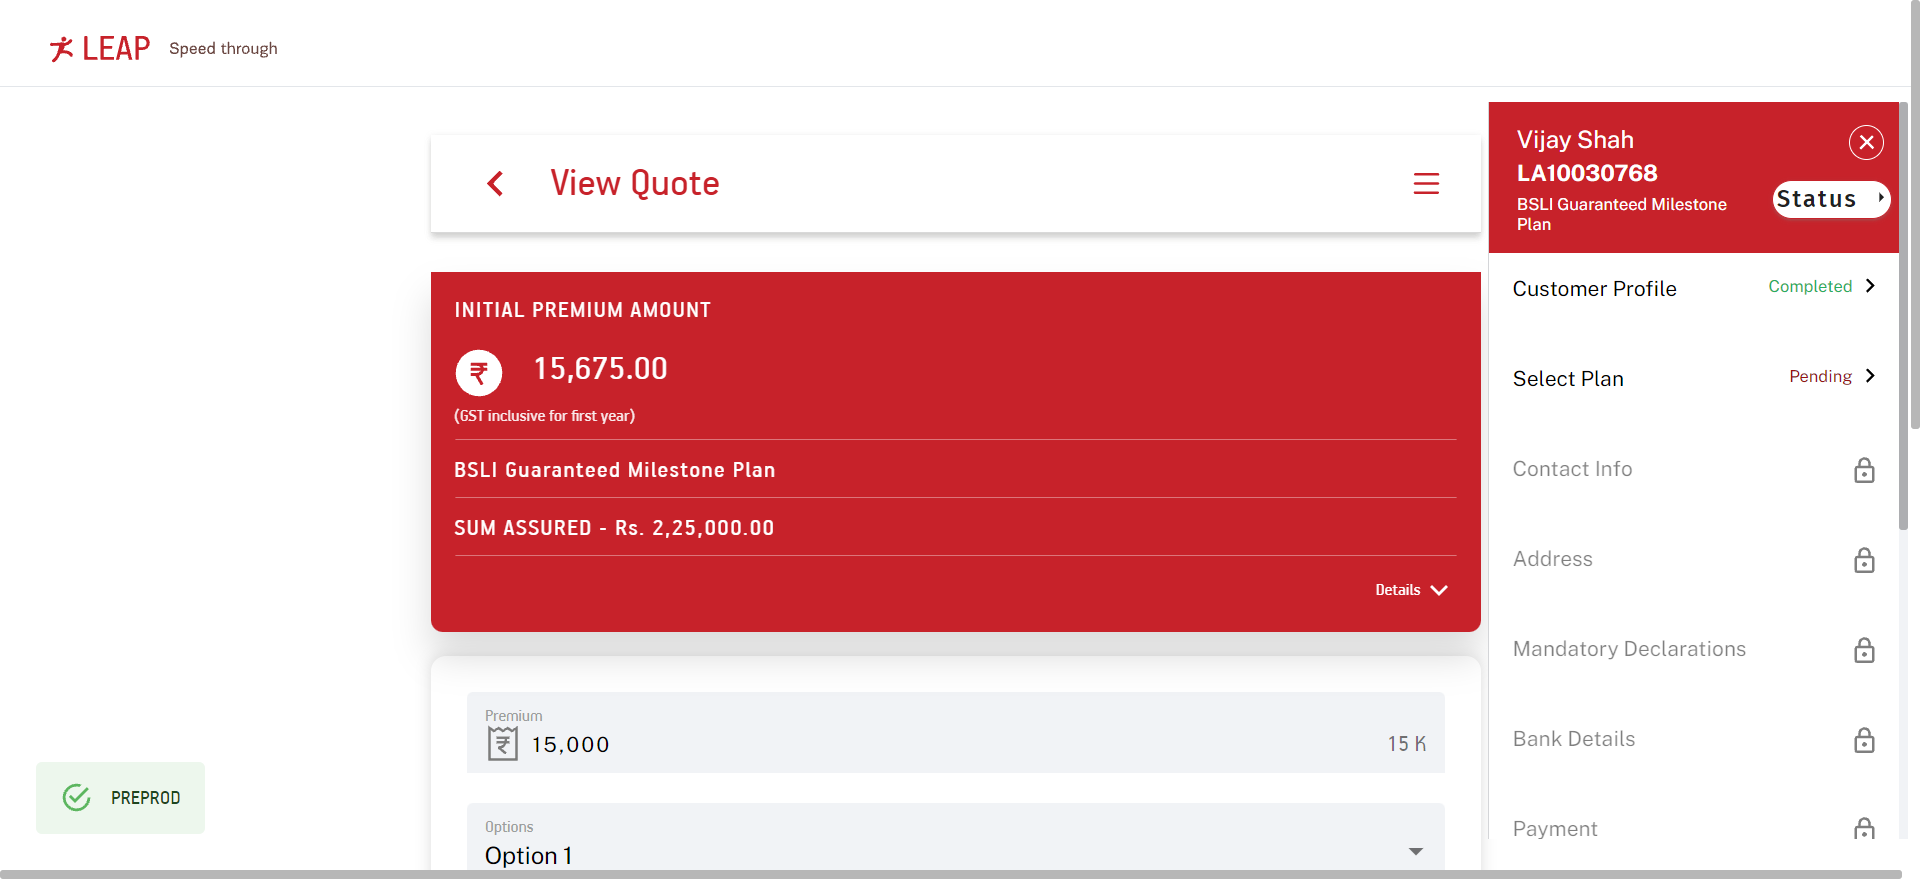 LEAP Speed through
View Quote
INITIAL PREMIUM AMOUNT
₹ 15,675.00
(GST inclusive for first year)
BSLI Guaranteed Milestone Plan
SUM ASSURED - Rs. 2,25,000.00
Details
Premium
₹ 15,000 15 K
Options
Option 1
PREPROD
Vijay Shah
LA10030768
BSLI Guaranteed Milestone
Plan
Status
Customer Profile Completed
Select Plan Pending
Contact Info
Address
Mandatory Declarations
Bank Details
Payment